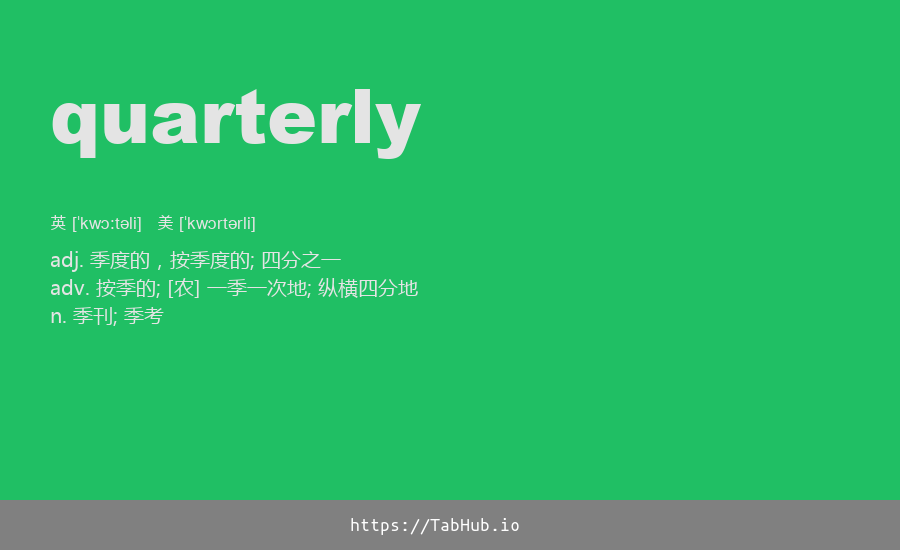 quarterly
英 [ˈkwɔːtəli] 美 [ˈkwɔrtərli]
adj. 季度的，按季度的; 四分之一
adv. 按季的; [农] 一季一次地; 纵横四分地
n. 季刊; 季考
https://TabHub.io